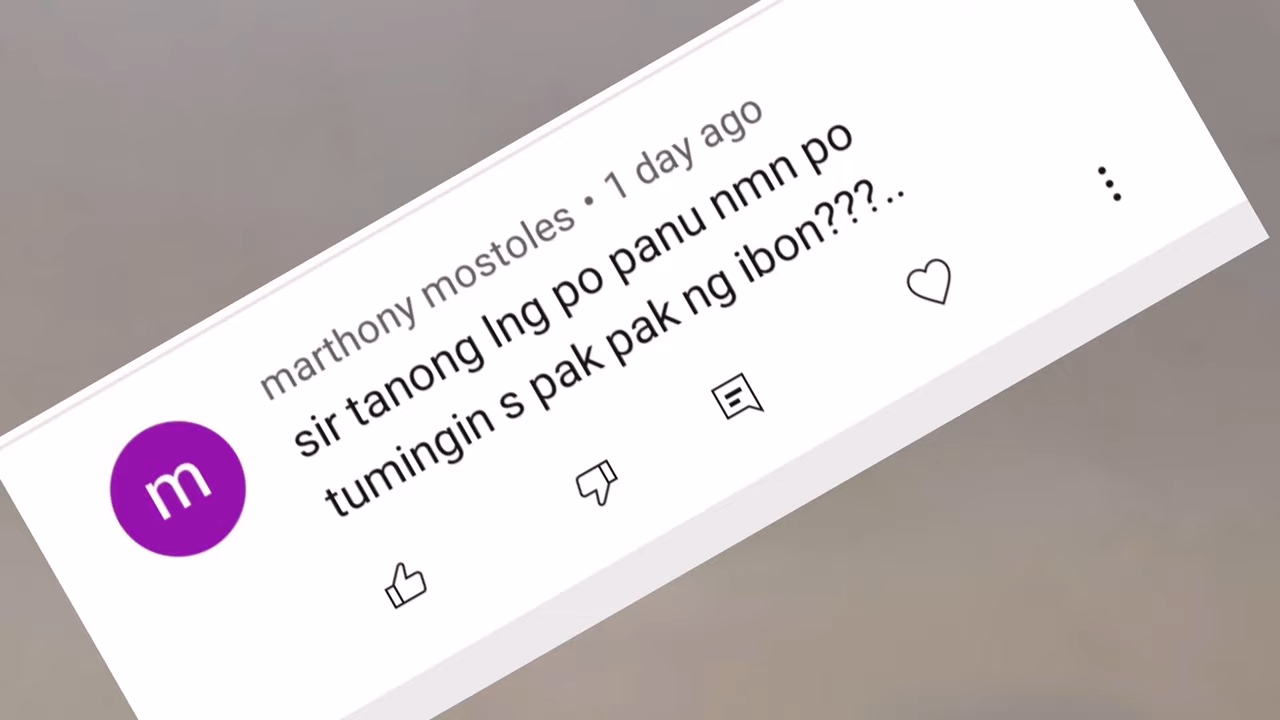 marthony mostoles • 1 day ago
sir tanong lng po panu nmn po
tumingin s pak pak ng ibon???..
m